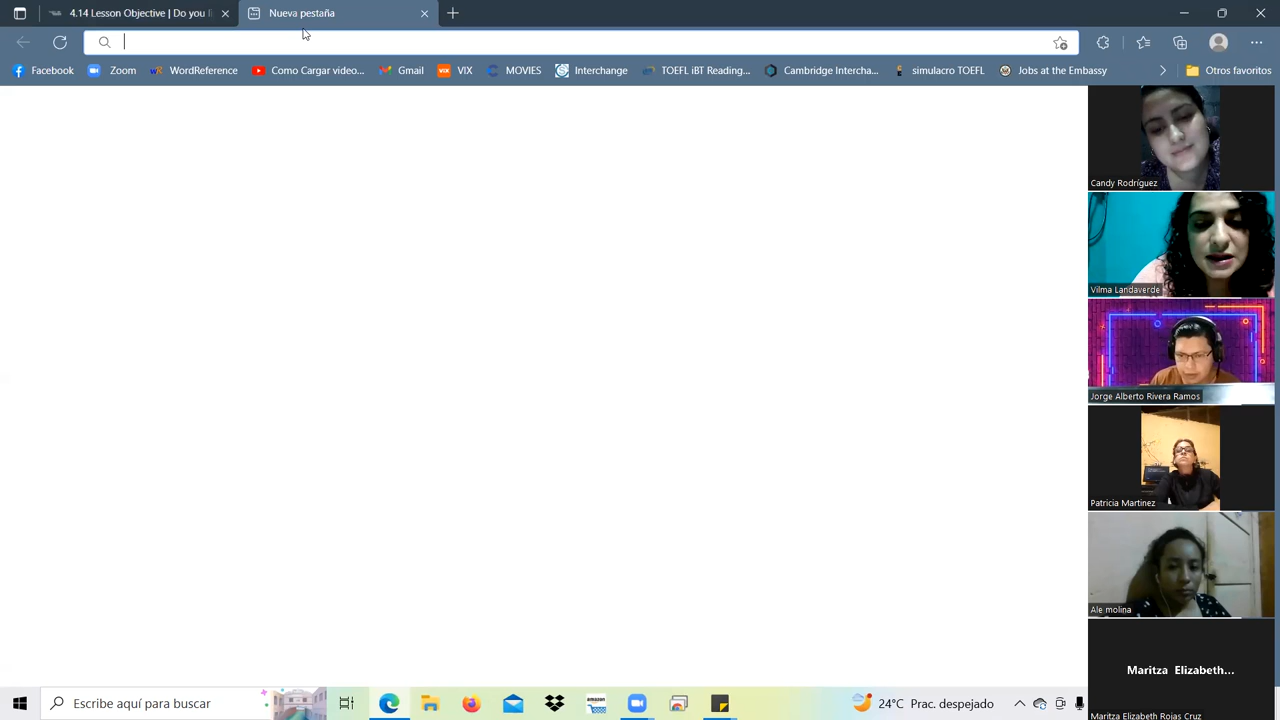 4.14 Lesson Objective | Do you l
Nueva pestaña
Facebook
Zoom
WordReference
Como Cargar video...
Gmail
VIX
MOVIES
Interchange
TOEFL iBT Reading...
Cambridge Intercha...
simulacro TOEFL
Jobs at the Embassy
Otros favoritos
Candy Rodríguez
Vilma Landaverde
Jorge Alberto Rivera Ramos
Patricia Martinez
Ale molina
Maritza Elizabeth...
Maritza Elizabeth Rojas Cruz
Escribe aquí para buscar
amazon
24°C Prac. despejado